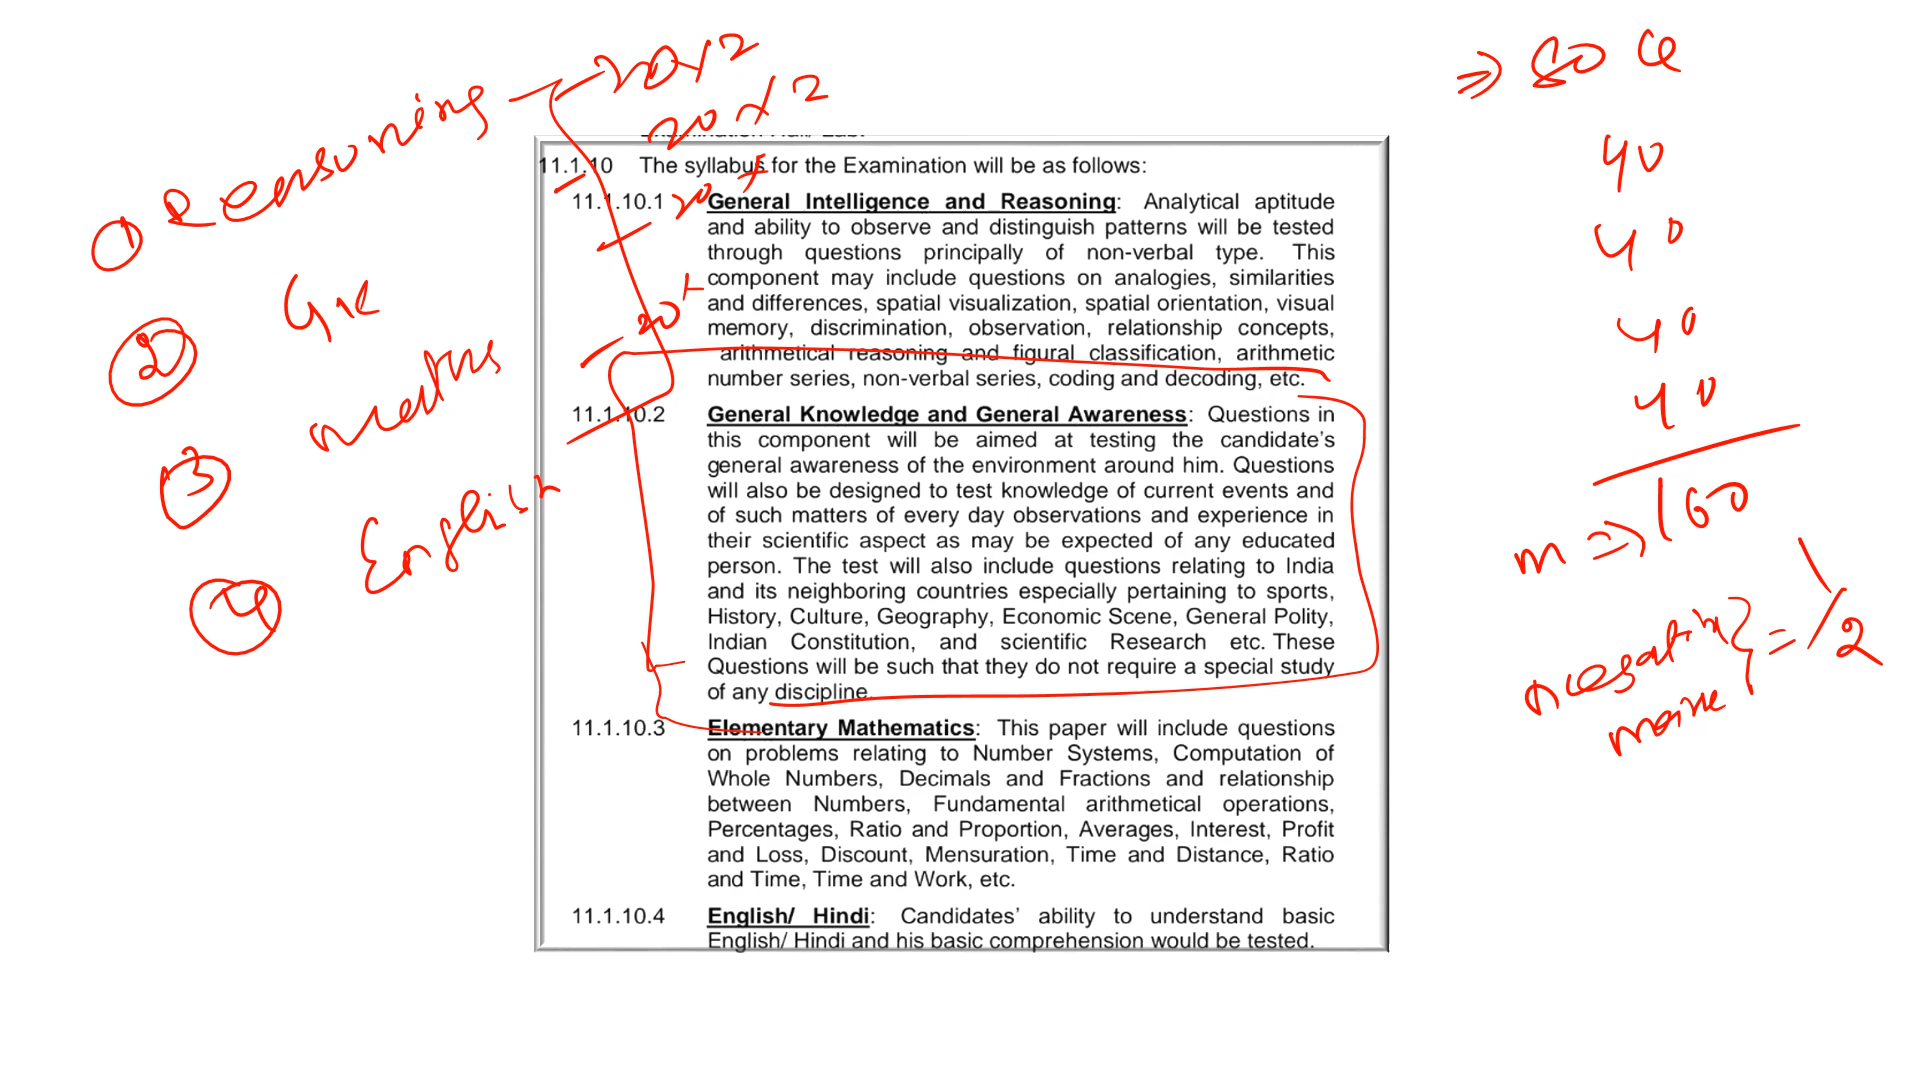 ① Reasoning — 20×2
② GK 20×2
③ maths 20×
④ English 20×
⇒ 80 Q
40
40
40
40
m ⇒ 160
negative } = 1/2
11.1.10 The syllabus for the Examination will be as follows:
11.1.10.1 General Intelligence and Reasoning: Analytical aptitude
and ability to observe and distinguish patterns will be tested
through questions principally of non-verbal type. This
component may include questions on analogies, similarities
and differences, spatial visualization, spatial orientation, visual
memory, discrimination, observation, relationship concepts,
arithmetical reasoning and figural classification, arithmetic
number series, non-verbal series, coding and decoding, etc.
11.1.10.2 General Knowledge and General Awareness: Questions in
this component will be aimed at testing the candidate's
general awareness of the environment around him. Questions
will also be designed to test knowledge of current events and
of such matters of every day observations and experience in
their scientific aspect as may be expected of any educated
person. The test will also include questions relating to India
and its neighboring countries especially pertaining to sports,
History, Culture, Geography, Economic Scene, General Polity,
Indian Constitution, and scientific Research etc. These
Questions will be such that they do not require a special study
of any discipline.
11.1.10.3 Elementary Mathematics: This paper will include questions
on problems relating to Number Systems, Computation of
Whole Numbers, Decimals and Fractions and relationship
between Numbers, Fundamental arithmetical operations,
Percentages, Ratio and Proportion, Averages, Interest, Profit
and Loss, Discount, Mensuration, Time and Distance, Ratio
and Time, Time and Work, etc.
11.1.10.4 English/ Hindi: Candidates' ability to understand basic
English/ Hindi and his basic comprehension would be tested.